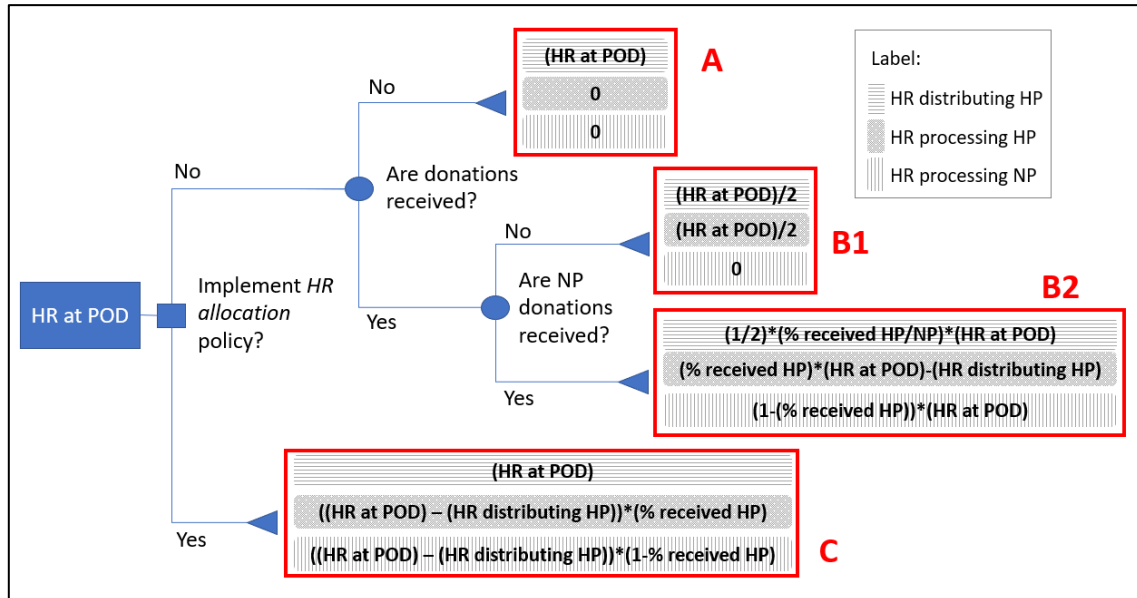 (HR at POD)
0
0
A
Label:
HR distributing HP
HR processing HP
HR processing NP
No
No
Are donations
received?
(HR at POD)/2
(HR at POD)/2
0
B1
No
HR at POD
Implement HR
allocation
policy?
Yes
Are NP
donations
received?
B2
Yes
(1/2)*(% received HP/NP)*(HR at POD)
(% received HP)*(HR at POD)-(HR distributing HP)
(1-(% received HP))*(HR at POD)
Yes
(HR at POD)
((HR at POD) – (HR distributing HP))*(% received HP)
((HR at POD) – (HR distributing HP))*(1-% received HP)
C